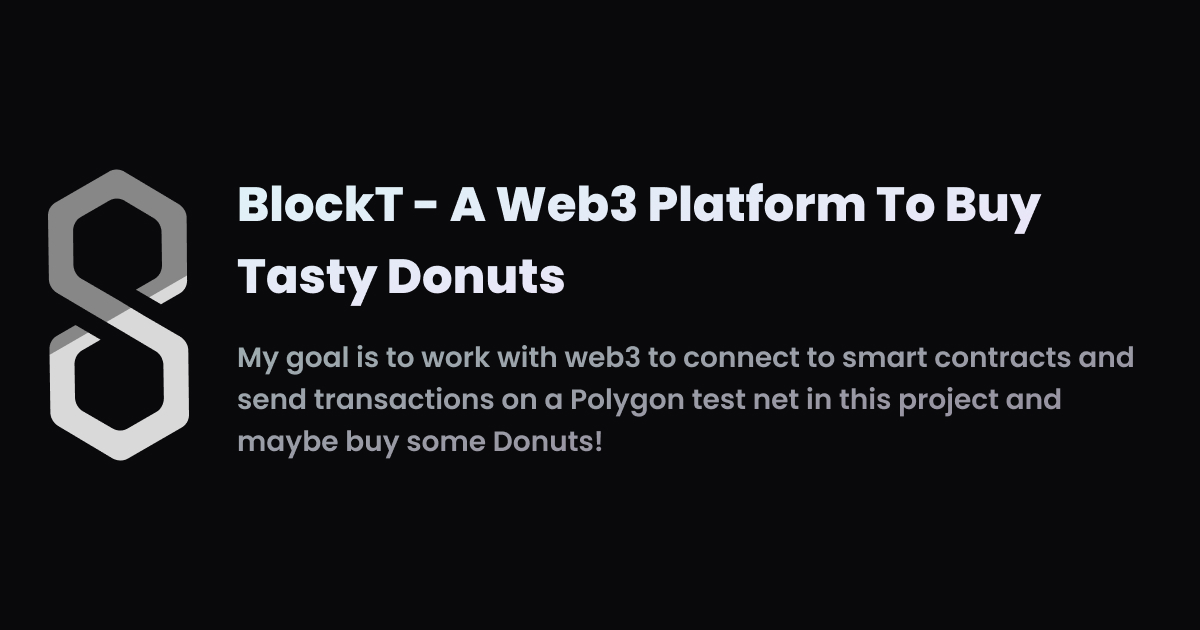 BlockT - A Web3 Platform To Buy
Tasty Donuts
My goal is to work with web3 to connect to smart contracts and
send transactions on a Polygon test net in this project and
maybe buy some Donuts!